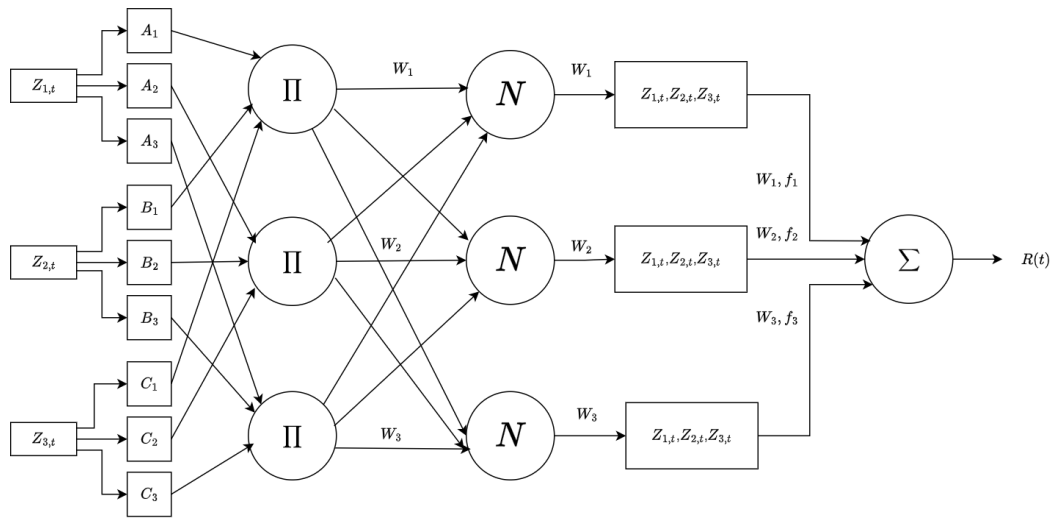 A₁
Z₁,ₜ
A₂
A₃
B₁
Z₂,ₜ
B₂
B₃
C₁
Z₃,ₜ
C₂
C₃
Π
Π
Π
W₁
W₂
W₃
N
N
N
W₁
W₂
W₃
Z₁,ₜ,Z₂,ₜ,Z₃,ₜ
Z₁,ₜ,Z₂,ₜ,Z₃,ₜ
Z₁,ₜ,Z₂,ₜ,Z₃,ₜ
W₁, f₁
W₂, f₂
W₃, f₃
Σ
R(t)